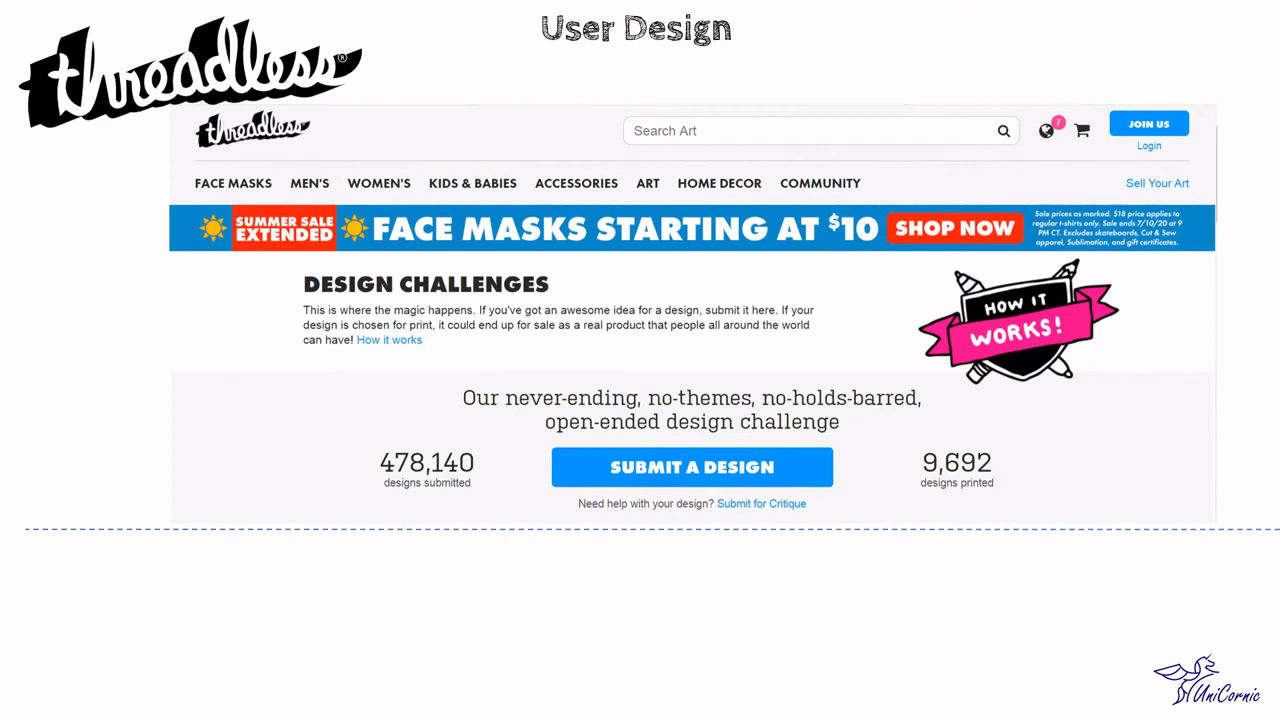 User Design
threadless®
threadless
Search Art
7
JOIN US
Login
FACE MASKS MEN'S WOMEN'S KIDS & BABIES ACCESSORIES ART HOME DECOR COMMUNITY
Sell Your Art
SUMMER SALE
EXTENDED
FACE MASKS STARTING AT $10
SHOP NOW
Sale prices as marked. $18 price applies to
regular t-shirts only. Sale ends 7/10/20 at 9
PM CT. Excludes skateboards, Cut & Sew
apparel, Sublimation, and gift certificates.
DESIGN CHALLENGES
This is where the magic happens. If you've got an awesome idea for a design, submit it here. If your
design is chosen for print, it could end up for sale as a real product that people all around the world
can have! How it works
HOW IT
WORKS!
Our never-ending, no-themes, no-holds-barred,
open-ended design challenge
478,140
designs submitted
SUBMIT A DESIGN
9,692
designs printed
Need help with your design? Submit for Critique
UniCornic